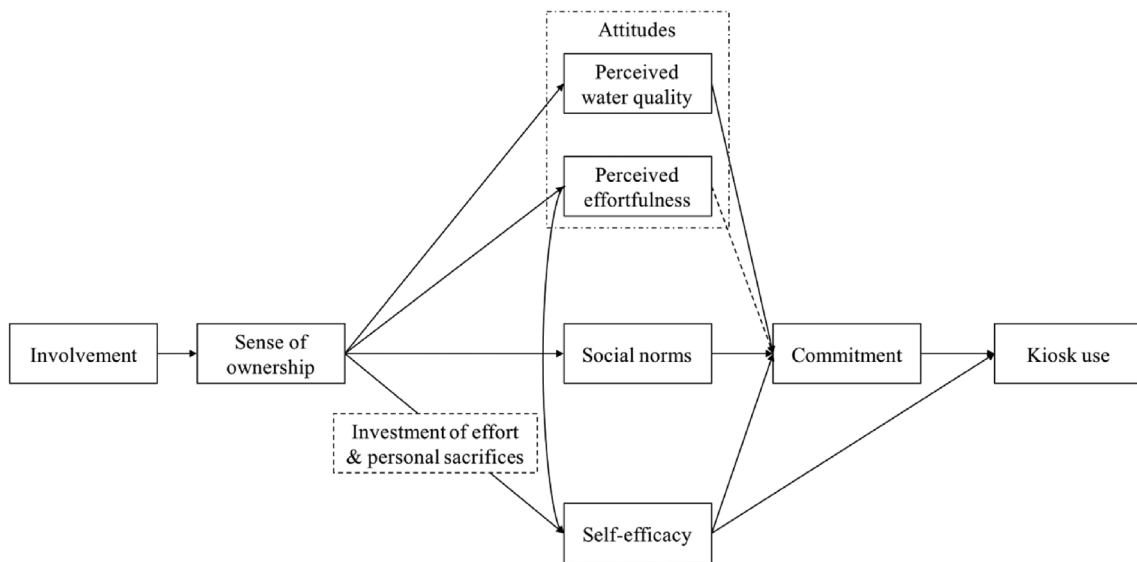 Attitudes
Perceived
water quality
Perceived
effortfulness
Involvement
Sense of
ownership
Social norms
Commitment
Kiosk use
Investment of effort
& personal sacrifices
Self-efficacy